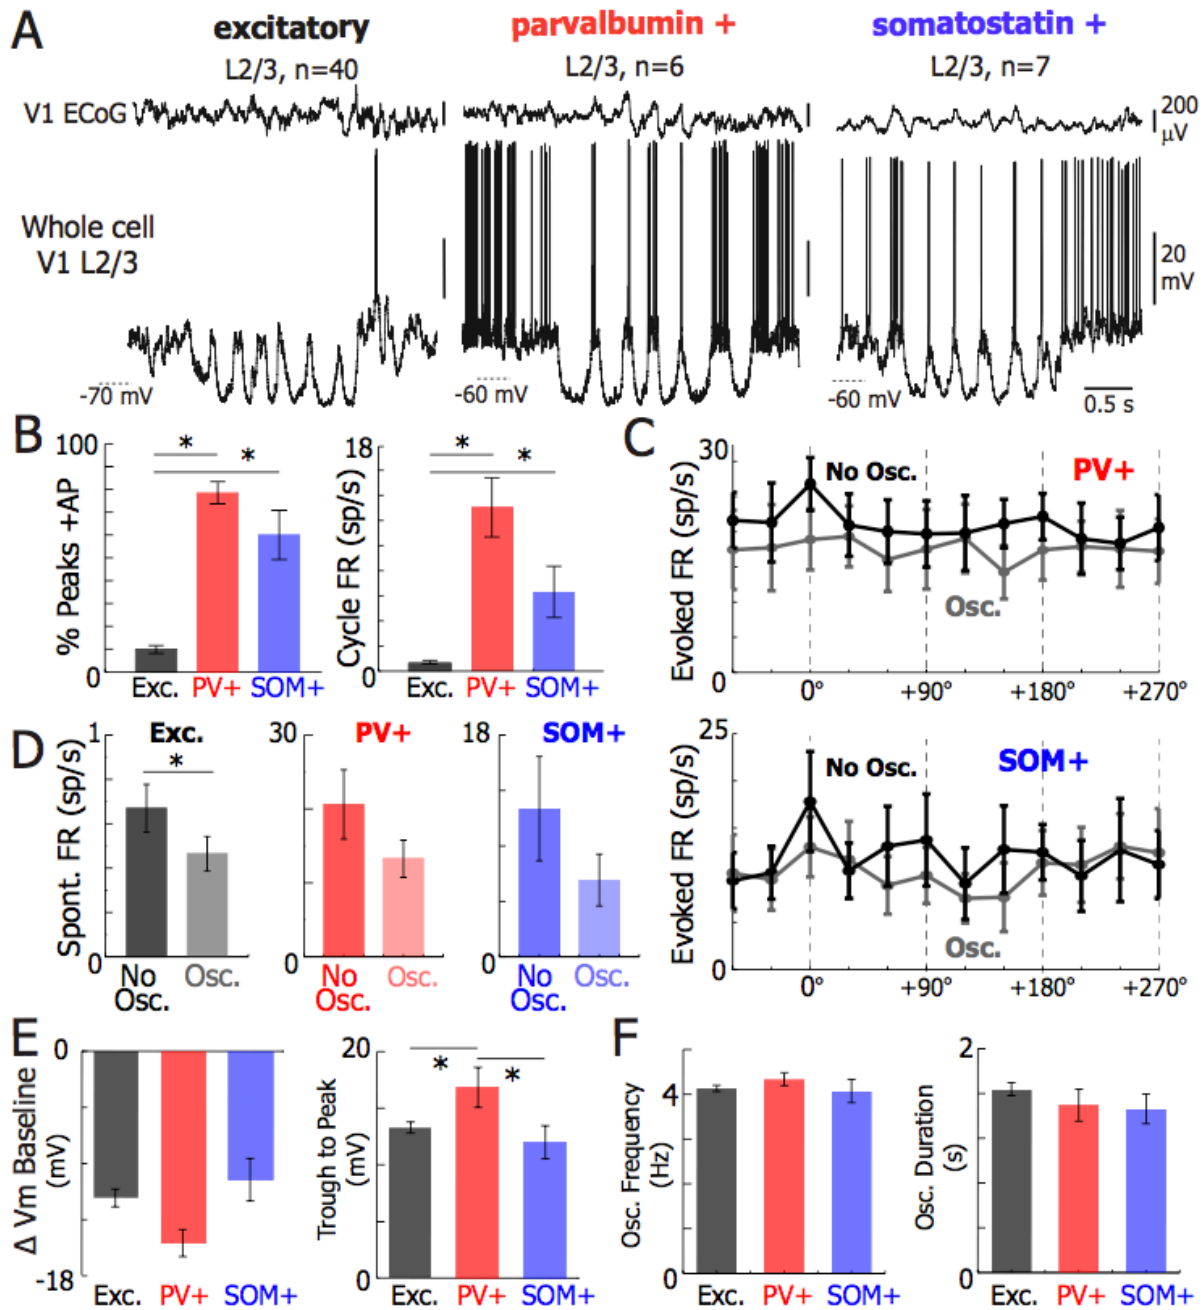 A
excitatory
parvalbumin +
somatostatin +
L2/3, n=40
L2/3, n=6
L2/3, n=7
V1 ECoG
200
µV
Whole cell
V1 L2/3
20
mV
-70 mV
-60 mV
-60 mV
0.5 s
B
100
% Peaks +AP
0
Exc.
PV+
SOM+
*
*
18
Cycle FR (sp/s)
0
Exc.
PV+
SOM+
*
*
C
30
Evoked FR (sp/s)
0
No Osc.
PV+
Osc.
0°
+90°
+180°
+270°
25
Evoked FR (sp/s)
0
No Osc.
SOM+
Osc.
0°
+90°
+180°
+270°
D
1
Spont. FR (sp/s)
0
Exc.
*
No
Osc.
Osc.
30
0
PV+
No
Osc.
Osc.
18
0
SOM+
No
Osc.
Osc.
E
0
Δ Vm Baseline
(mV)
-18
Exc.
PV+
SOM+
20
Trough to Peak
(mV)
0
*
*
Exc.
PV+
SOM+
F
4
Osc. Frequency
(Hz)
0
Exc.
PV+
SOM+
2
Osc. Duration
(s)
0
Exc.
PV+
SOM+